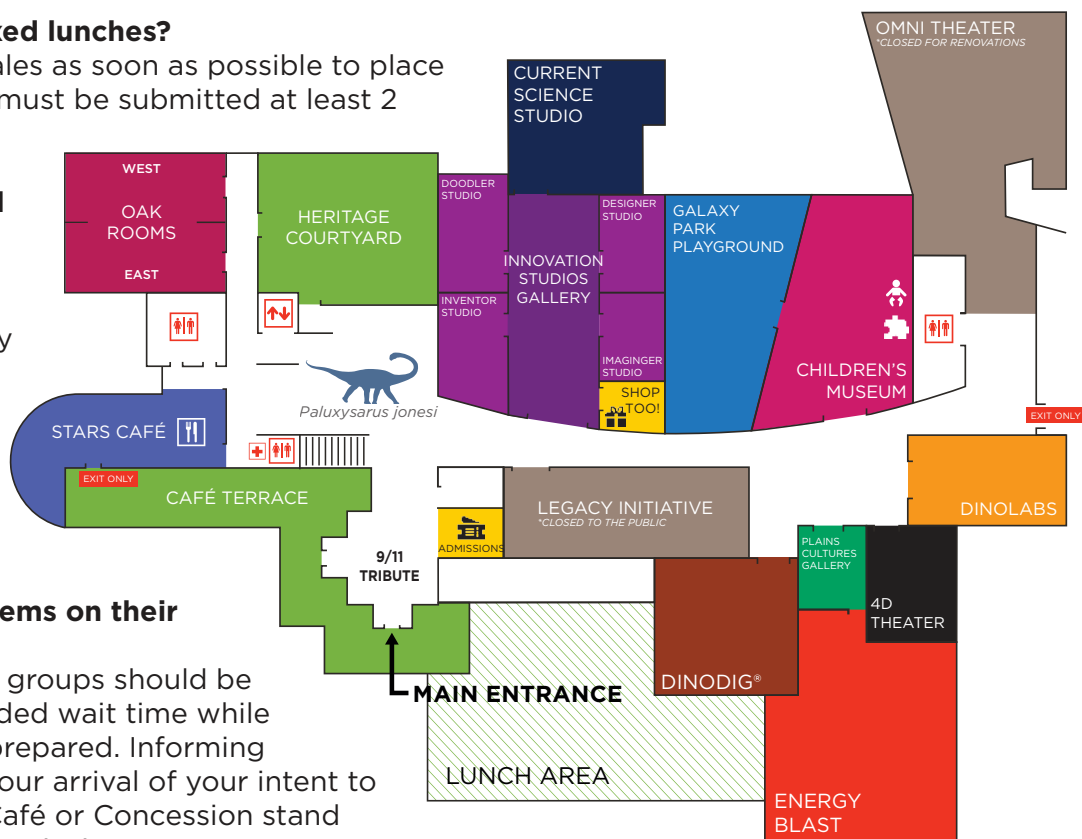 ked lunches?
ales as soon as possible to place
must be submitted at least 2
y
ems on their
groups should be
ded wait time while
prepared. Informing
our arrival of your intent to
Café or Concession stand
OMNI THEATER
*CLOSED FOR RENOVATIONS
CURRENT
SCIENCE
STUDIO
WEST
OAK
ROOMS
EAST
HERITAGE
COURTYARD
DOODLER
STUDIO
INVENTOR
STUDIO
INNOVATION
STUDIOS
GALLERY
DESIGNER
STUDIO
IMAGINGER
STUDIO
SHOP
TOO!
GALAXY
PARK
PLAYGROUND
CHILDREN'S
MUSEUM
Paluxysarus jonesi
STARS CAFÉ
EXIT ONLY
CAFÉ TERRACE
EXIT ONLY
DINOLABS
LEGACY INITIATIVE
*CLOSED TO THE PUBLIC
ADMISSIONS
9/11
TRIBUTE
PLAINS
CULTURES
GALLERY
4D
THEATER
DINODIG®
MAIN ENTRANCE
LUNCH AREA
ENERGY
BLAST